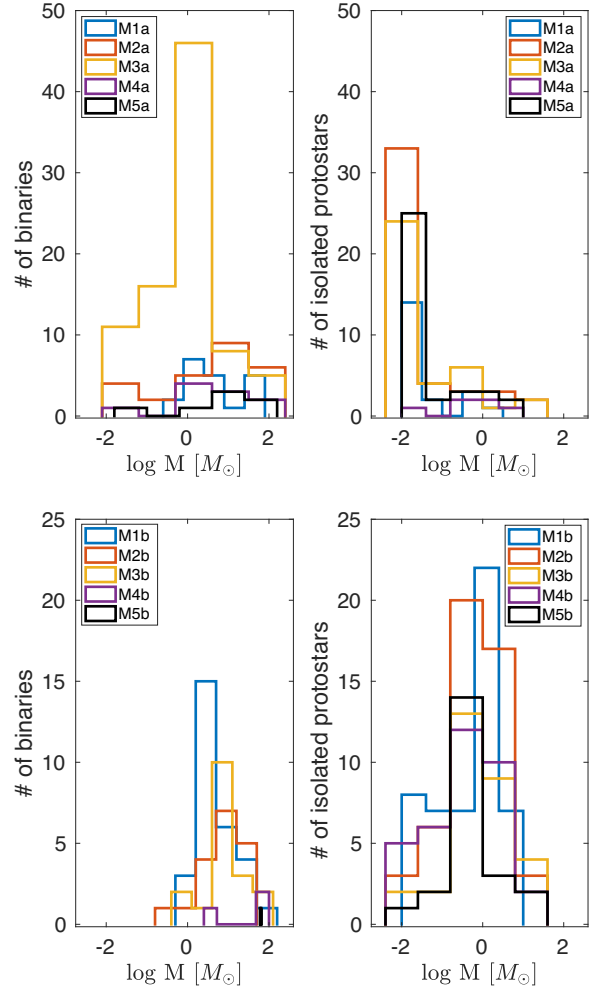 # of binaries
50
40
30
20
10
0
-2
0
2
log M [M⊙]
M1a
M2a
M3a
M4a
M5a
# of isolated protostars
50
40
30
20
10
0
-2
0
2
log M [M⊙]
M1a
M2a
M3a
M4a
M5a
# of binaries
25
20
15
10
5
0
-2
0
2
log M [M⊙]
M1b
M2b
M3b
M4b
M5b
# of isolated protostars
25
20
15
10
5
0
-2
0
2
log M [M⊙]
M1b
M2b
M3b
M4b
M5b